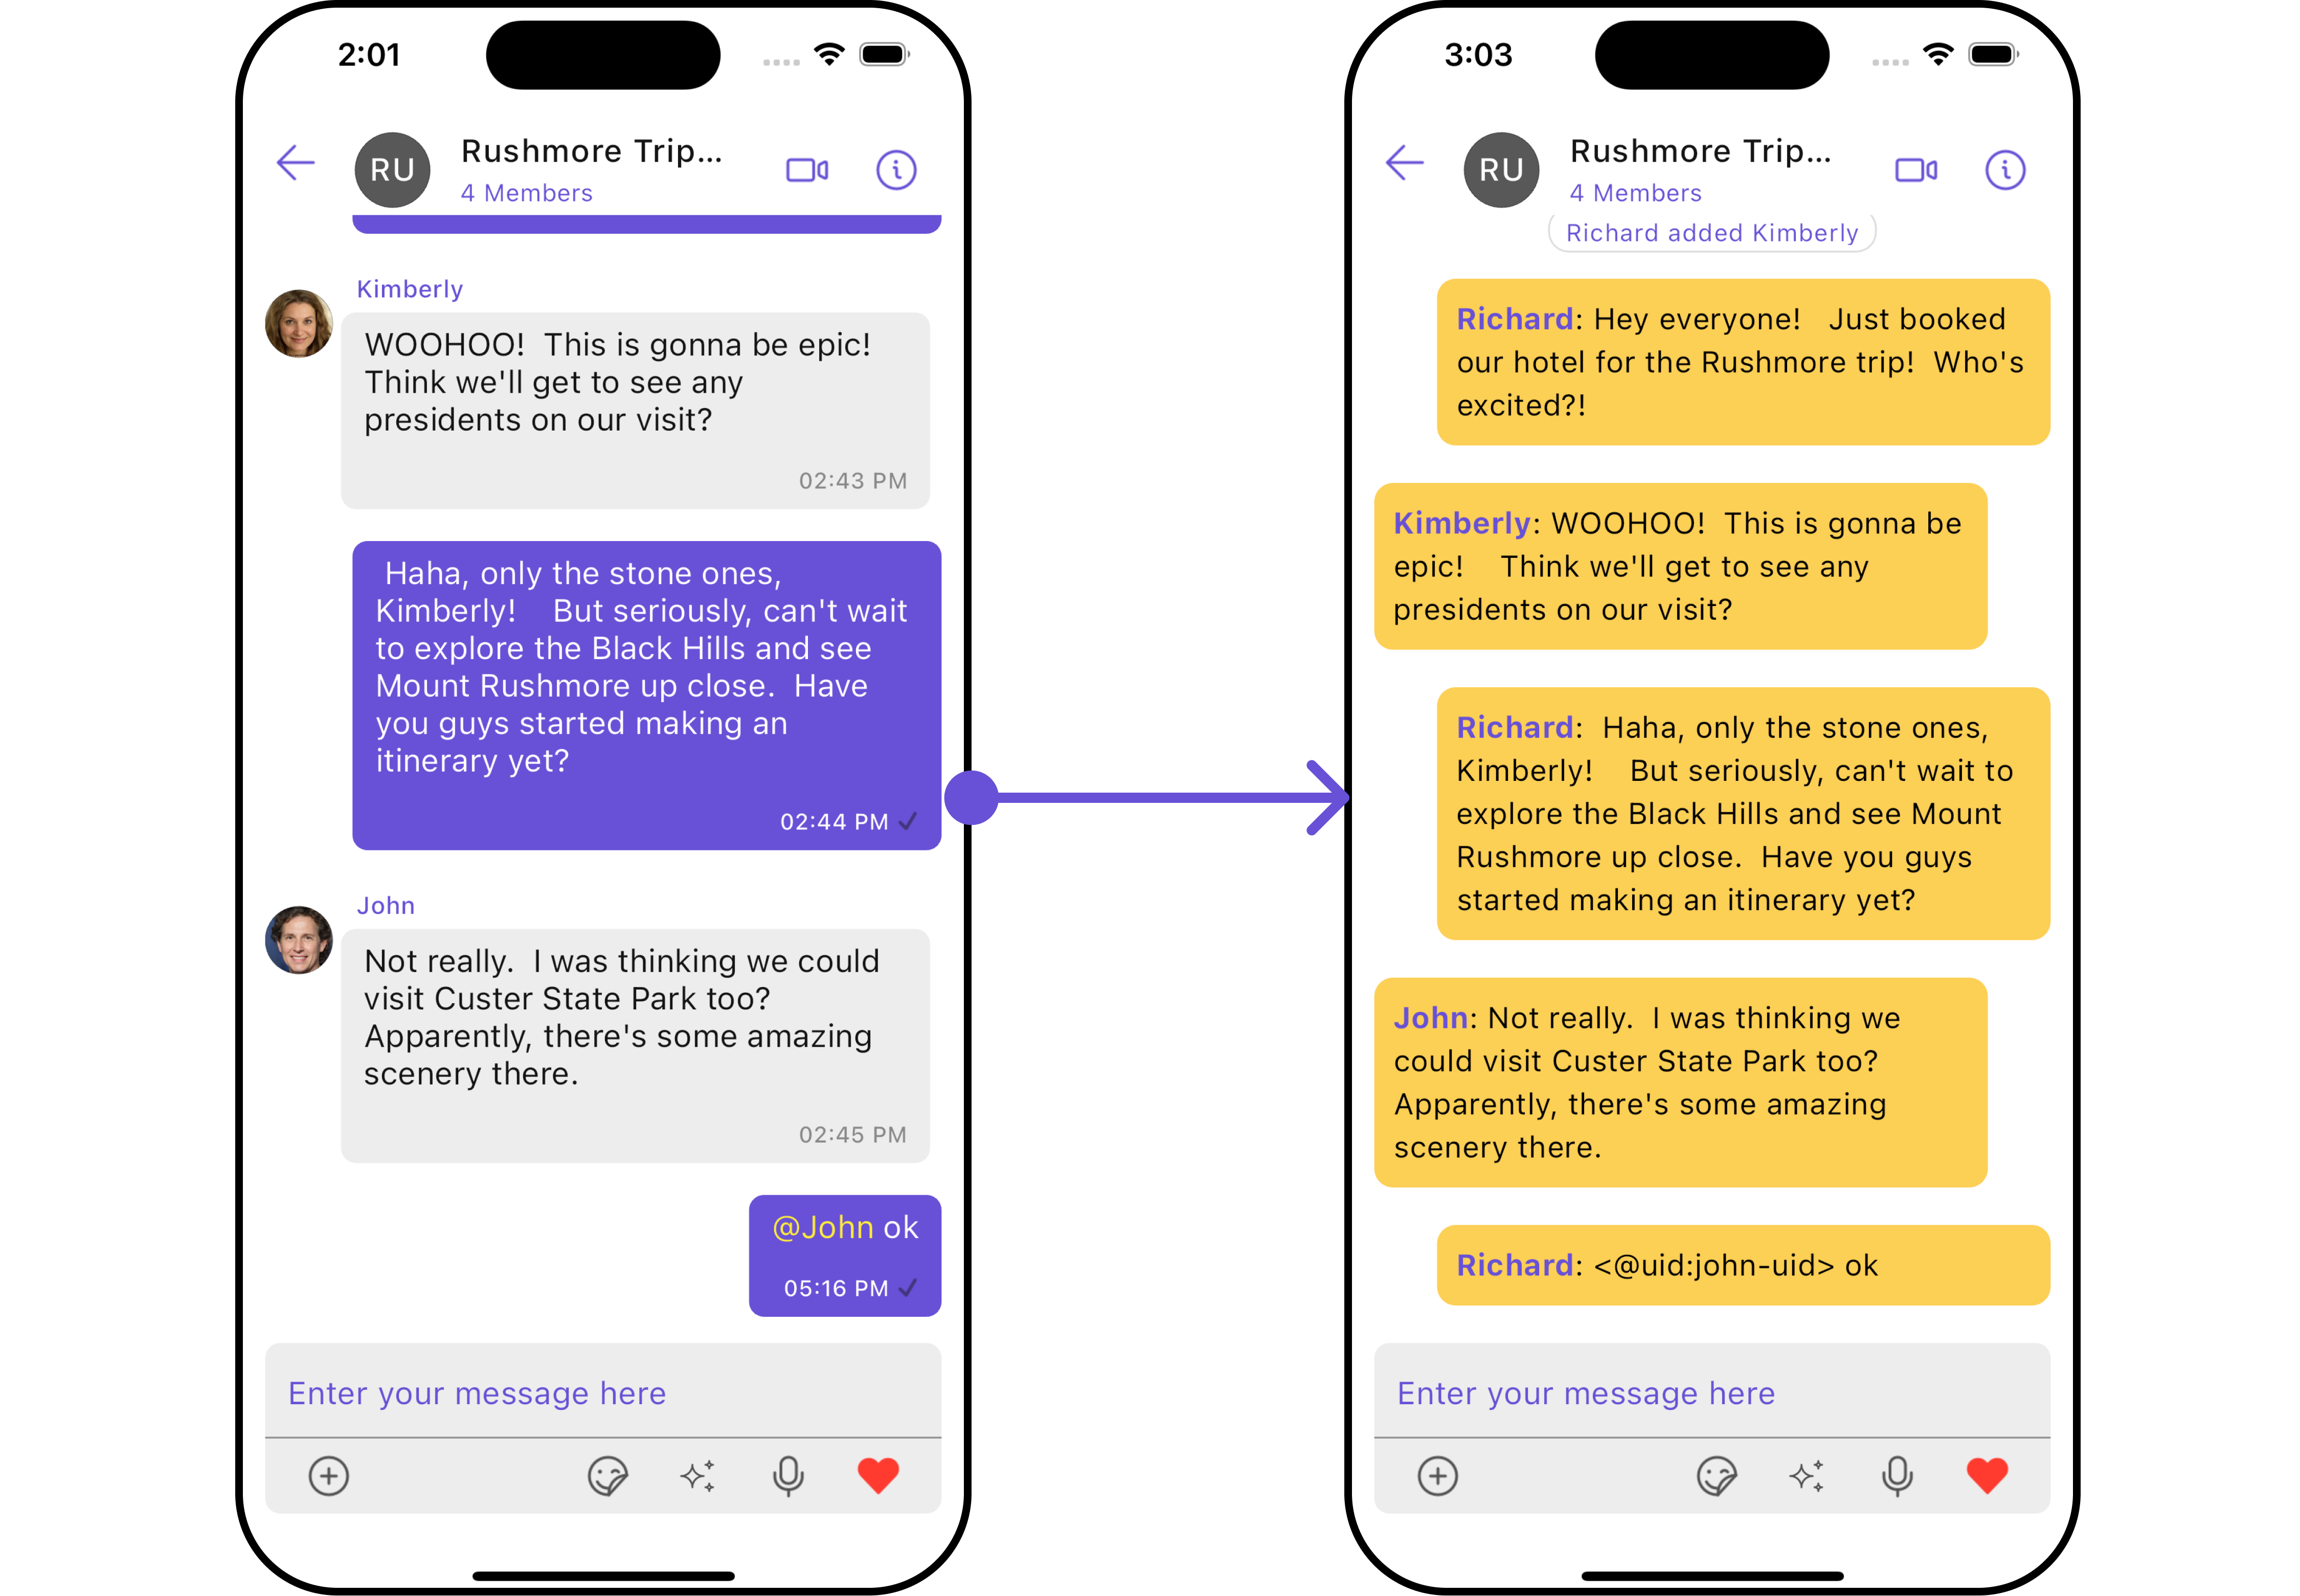 2:01
RU
Rushmore Trip...
4 Members
Kimberly
WOOHOO!  This is gonna be epic!
Think we'll get to see any
presidents on our visit?
02:43 PM
Haha, only the stone ones,
Kimberly!    But seriously, can't wait
to explore the Black Hills and see
Mount Rushmore up close.  Have
you guys started making an
itinerary yet?
02:44 PM
John
Not really.  I was thinking we could
visit Custer State Park too?
Apparently, there's some amazing
scenery there.
02:45 PM
@John ok
05:16 PM
Enter your message here
3:03
RU
Rushmore Trip...
4 Members
Richard added Kimberly
Richard: Hey everyone!   Just booked
our hotel for the Rushmore trip!  Who's
excited?!
Kimberly: WOOHOO!  This is gonna be
epic!    Think we'll get to see any
presidents on our visit?
Richard:  Haha, only the stone ones,
Kimberly!    But seriously, can't wait to
explore the Black Hills and see Mount
Rushmore up close.  Have you guys
started making an itinerary yet?
John: Not really.  I was thinking we
could visit Custer State Park too?
Apparently, there's some amazing
scenery there.
Richard: <@uid:john-uid> ok
Enter your message here